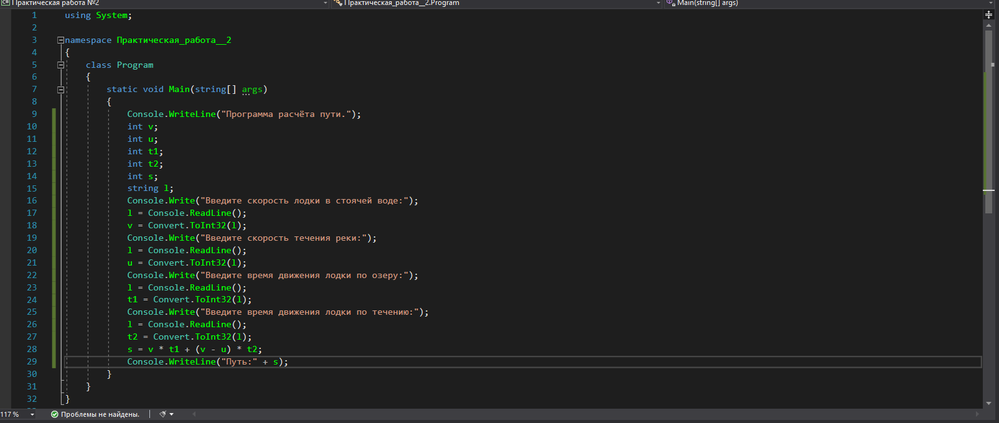 C# Практическая работа №2 Практическая_работа__2.Program Main(string[] args)
1 using System;
2
3 namespace Практическая_работа__2
4 {
5 class Program
6 {
7 static void Main(string[] args)
8 {
9 Console.WriteLine("Программа расчёта пути.");
10 int v;
11 int u;
12 int t1;
13 int t2;
14 int s;
15 string l;
16 Console.Write("Введите скорость лодки в стоячей воде:");
17 l = Console.ReadLine();
18 v = Convert.ToInt32(l);
19 Console.Write("Введите скорость течения реки:");
20 l = Console.ReadLine();
21 u = Convert.ToInt32(l);
22 Console.Write("Введите время движения лодки по озеру:");
23 l = Console.ReadLine();
24 t1 = Convert.ToInt32(l);
25 Console.Write("Введите время движения лодки по течению:");
26 l = Console.ReadLine();
27 t2 = Convert.ToInt32(l);
28 s = v * t1 + (v - u) * t2;
29 Console.WriteLine("Путь:" + s);
30 }
31 }
32 }
117 % Проблемы не найдены.